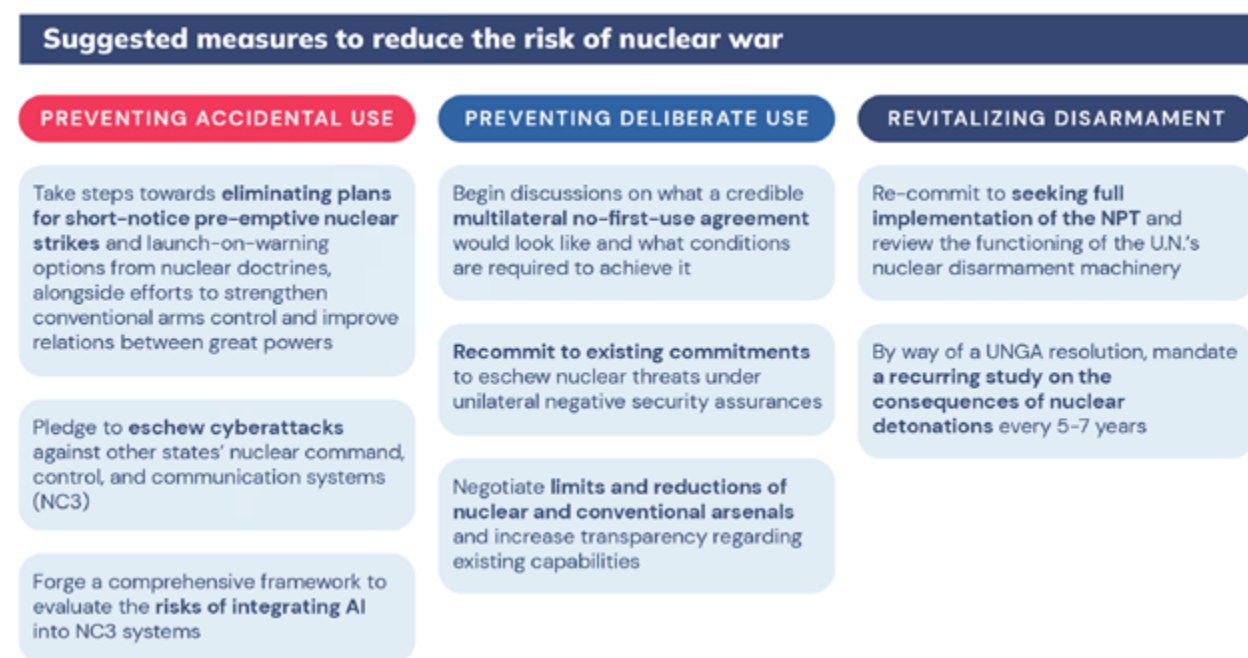 Suggested measures to reduce the risk of nuclear war
PREVENTING ACCIDENTAL USE
Take steps towards eliminating plans
for short-notice pre-emptive nuclear
strikes and launch-on-warning
options from nuclear doctrines,
alongside efforts to strengthen
conventional arms control and improve
relations between great powers
Pledge to eschew cyberattacks
against other states' nuclear command,
control, and communication systems
(NC3)
Forge a comprehensive framework to
evaluate the risks of integrating AI
into NC3 systems
PREVENTING DELIBERATE USE
Begin discussions on what a credible
multilateral no-first-use agreement
would look like and what conditions
are required to achieve it
Recommit to existing commitments
to eschew nuclear threats under
unilateral negative security assurances
Negotiate limits and reductions of
nuclear and conventional arsenals
and increase transparency regarding
existing capabilities
REVITALIZING DISARMAMENT
Re-commit to seeking full
implementation of the NPT and
review the functioning of the U.N.'s
nuclear disarmament machinery
By way of a UNGA resolution, mandate
a recurring study on the
consequences of nuclear
detonations every 5-7 years